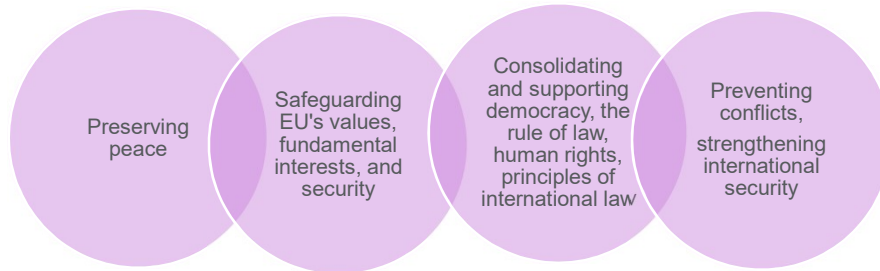 Preserving
peace
Safeguarding
EU's values,
fundamental
interests, and
security
Consolidating
and supporting
democracy, the
rule of law,
human rights,
principles of
international law
Preventing
conflicts,
strengthening
international
security